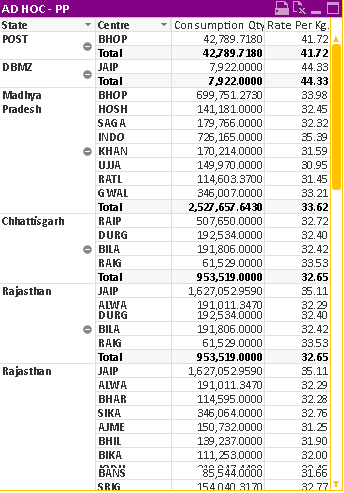 AD HOC - PP
State Centre Consumption Qty Rate Per Kg.
POST BHOP 42,789.7180 41.72
Total 42,789.7180 41.72
DBMZ JAIP 7,922.0000 44.33
Total 7,922.0000 44.33
Madhya BHOP 699,751.2730 33.98
Pradesh HOSH 141,181.0000 32.45
SAGA 179,766.0000 32.32
INDO 726,165.0000 35.39
KHAN 170,214.0000 31.59
UJJA 149,970.0000 30.95
RATL 114,603.3700 31.45
GWAL 346,007.0000 33.21
Total 2,527,657.6430 33.62
Chhattisgarh RAIP 507,650.0000 32.72
DURG 192,534.0000 32.40
BILA 191,806.0000 32.42
RAIG 61,529.0000 33.53
Total 953,519.0000 32.65
Rajasthan JAIP 1,627,052.9590 35.11
ALWA 191,011.3470 32.29
DURG 192,534.0000 32.40
BILA 191,806.0000 32.42
RAIG 61,529.0000 33.53
Total 953,519.0000 32.65
Rajasthan JAIP 1,627,052.9590 35.11
ALWA 191,011.3470 32.29
BHAR 114,595.0000 32.28
SIKA 346,064.0000 32.76
AJME 150,732.0000 31.25
BHIL 139,237.0000 31.90
BIKA 111,253.0000 32.00
BANS 85,544.0000 31.66
SRIG 154,040.3170 32.77